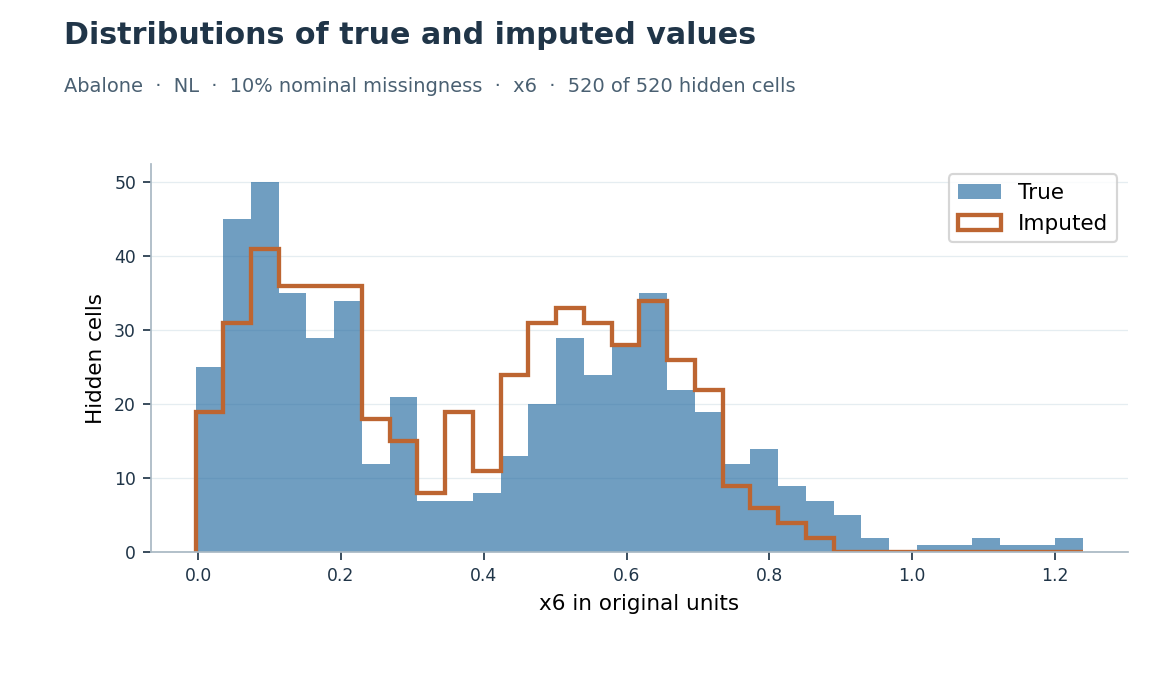 Distributions of true and imputed values
Abalone · NL · 10% nominal missingness · x6 · 520 of 520 hidden cells
50
40
30
20
10
0
Hidden cells
True
Imputed
0.0 0.2 0.4 0.6 0.8 1.0 1.2
x6 in original units